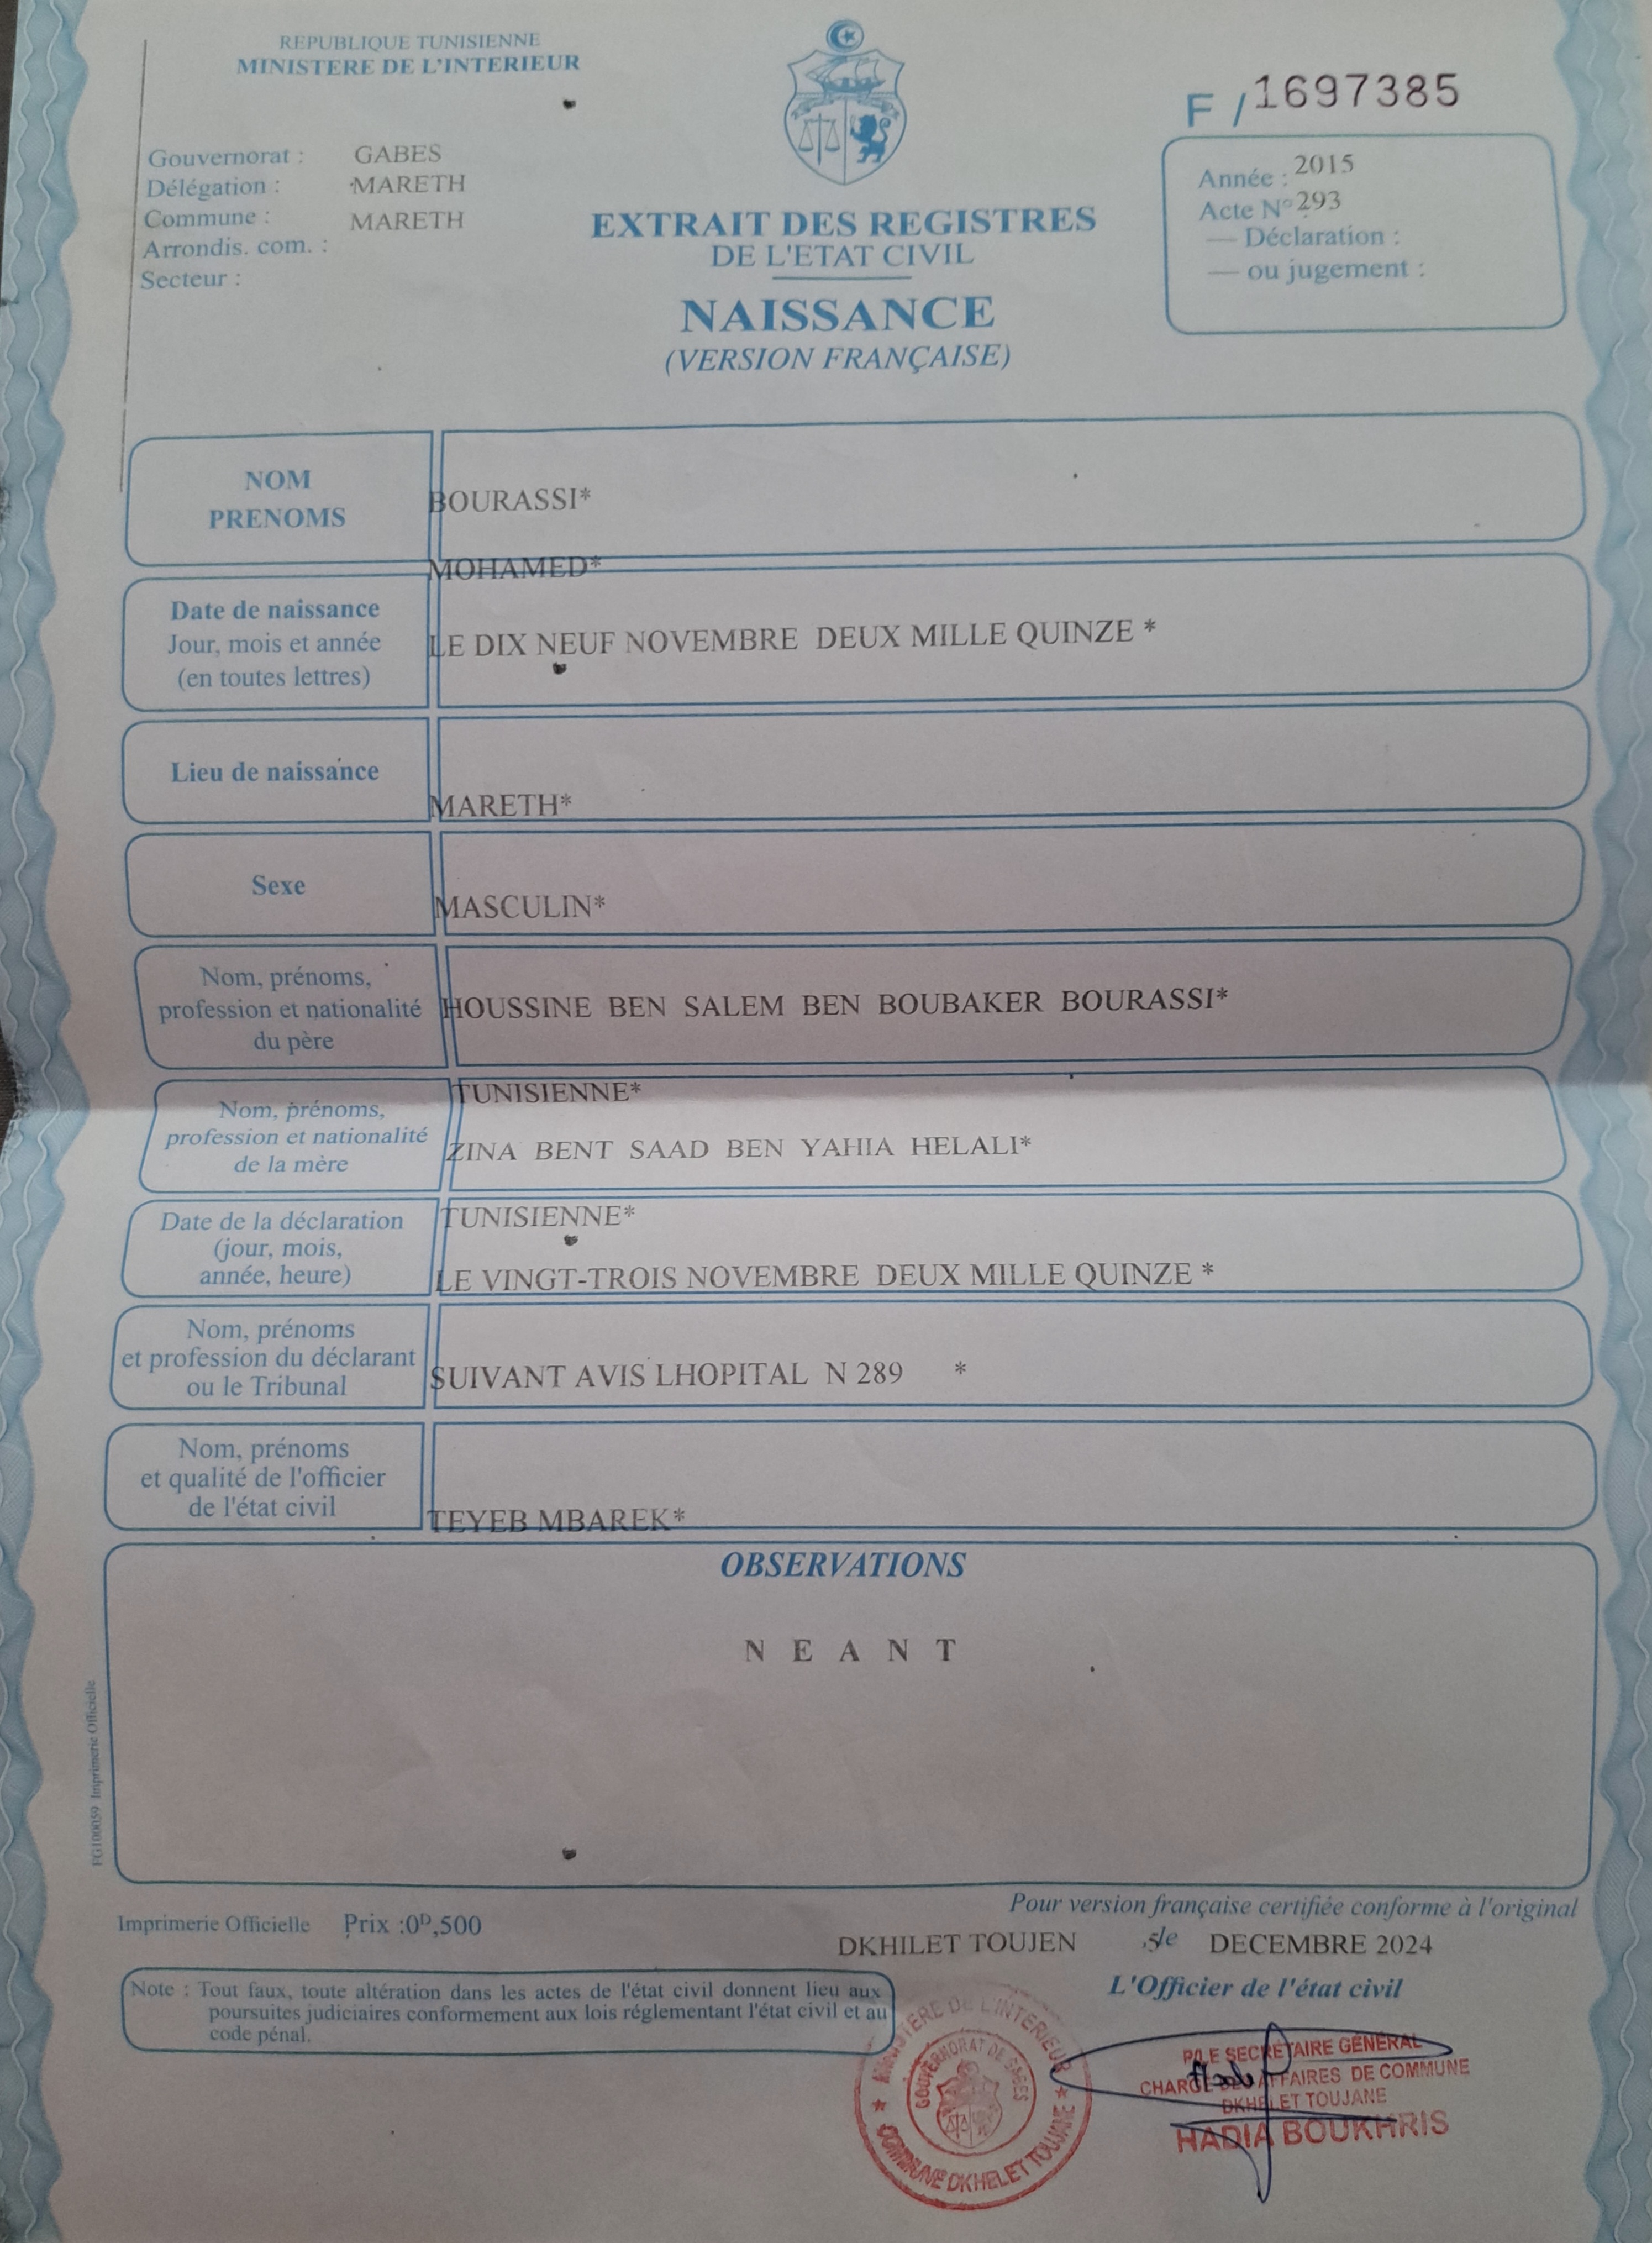 REPUBLIQUE TUNISIENNE
MINISTERE DE L'INTERIEUR
F / 1697385
Gouvernorat : GABES
Délégation : MARETH
Commune : MARETH
Arrondis. com. :
Secteur :
Année : 2015
Acte N° 293
— Déclaration :
— ou jugement :
EXTRAIT DES REGISTRES
DE L'ETAT CIVIL
NAISSANCE
(VERSION FRANÇAISE)
NOM
PRENOMS
BOURASSI*
MOHAMED*
Date de naissance
Jour, mois et année
(en toutes lettres)
LE DIX NEUF NOVEMBRE DEUX MILLE QUINZE *
Lieu de naissance
MARETH*
Sexe
MASCULIN*
Nom, prénoms,
profession et nationalité
du père
HOUSSINE BEN SALEM BEN BOUBAKER BOURASSI*
TUNISIENNE*
Nom, prénoms,
profession et nationalité
de la mère
ZINA BENT SAAD BEN YAHIA HELALI*
TUNISIENNE*
Date de la déclaration
(jour, mois,
année, heure)
LE VINGT-TROIS NOVEMBRE DEUX MILLE QUINZE *
Nom, prénoms
et profession du déclarant
ou le Tribunal
SUIVANT AVIS LHOPITAL N 289 *
Nom, prénoms
et qualité de l'officier
de l'état civil
TEYEB MBAREK*
OBSERVATIONS
N E A N T
FG100059 Imprimerie Officielle
Imprimerie Officielle Prix :0ᴰ,500
Pour version française certifiée conforme à l'original
DKHILET TOUJEN 5 le DECEMBRE 2024
L'Officier de l'état civil
Note : Tout faux, toute altération dans les actes de l'état civil donnent lieu aux
poursuites judiciaires conformement aux lois réglementant l'état civil et au
code pénal.
MINISTERE DE L'INTERIEUR
GOUVERNORAT DE GABES
COMMUNE DKHELET TOUJANE
P/LE SECRETAIRE GÉNÉRAL
CHARGÉ DES AFFAIRES DE COMMUNE
DKHELET TOUJANE
HADIA BOUKHRIS